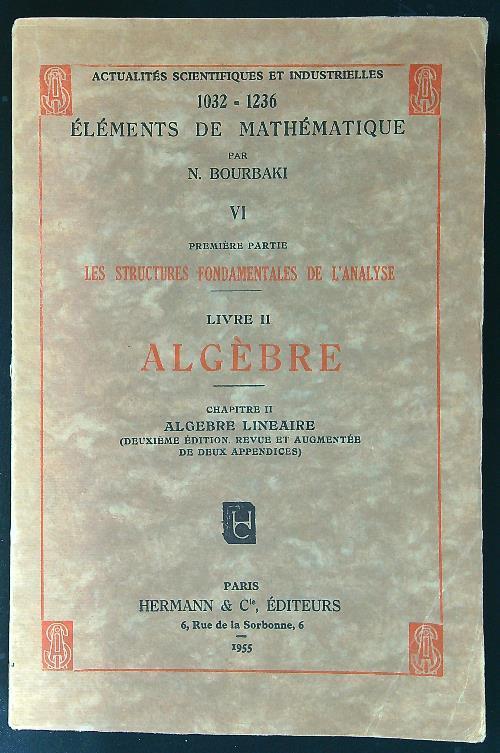 ACTUALITÉS SCIENTIFIQUES ET INDUSTRIELLES
1032 - 1236
ÉLÉMENTS DE MATHÉMATIQUE
PAR
N. BOURBAKI
VI
PREMIÈRE PARTIE
LES STRUCTURES FONDAMENTALES DE L'ANALYSE
LIVRE II
ALGÈBRE
CHAPITRE II
ALGEBRE LINEAIRE
(DEUXIÈME ÉDITION, REVUE ET AUGMENTÉE
DE DEUX APPENDICES)
HC
PARIS
HERMANN & Cie, ÉDITEURS
6, Rue de la Sorbonne, 6
1955